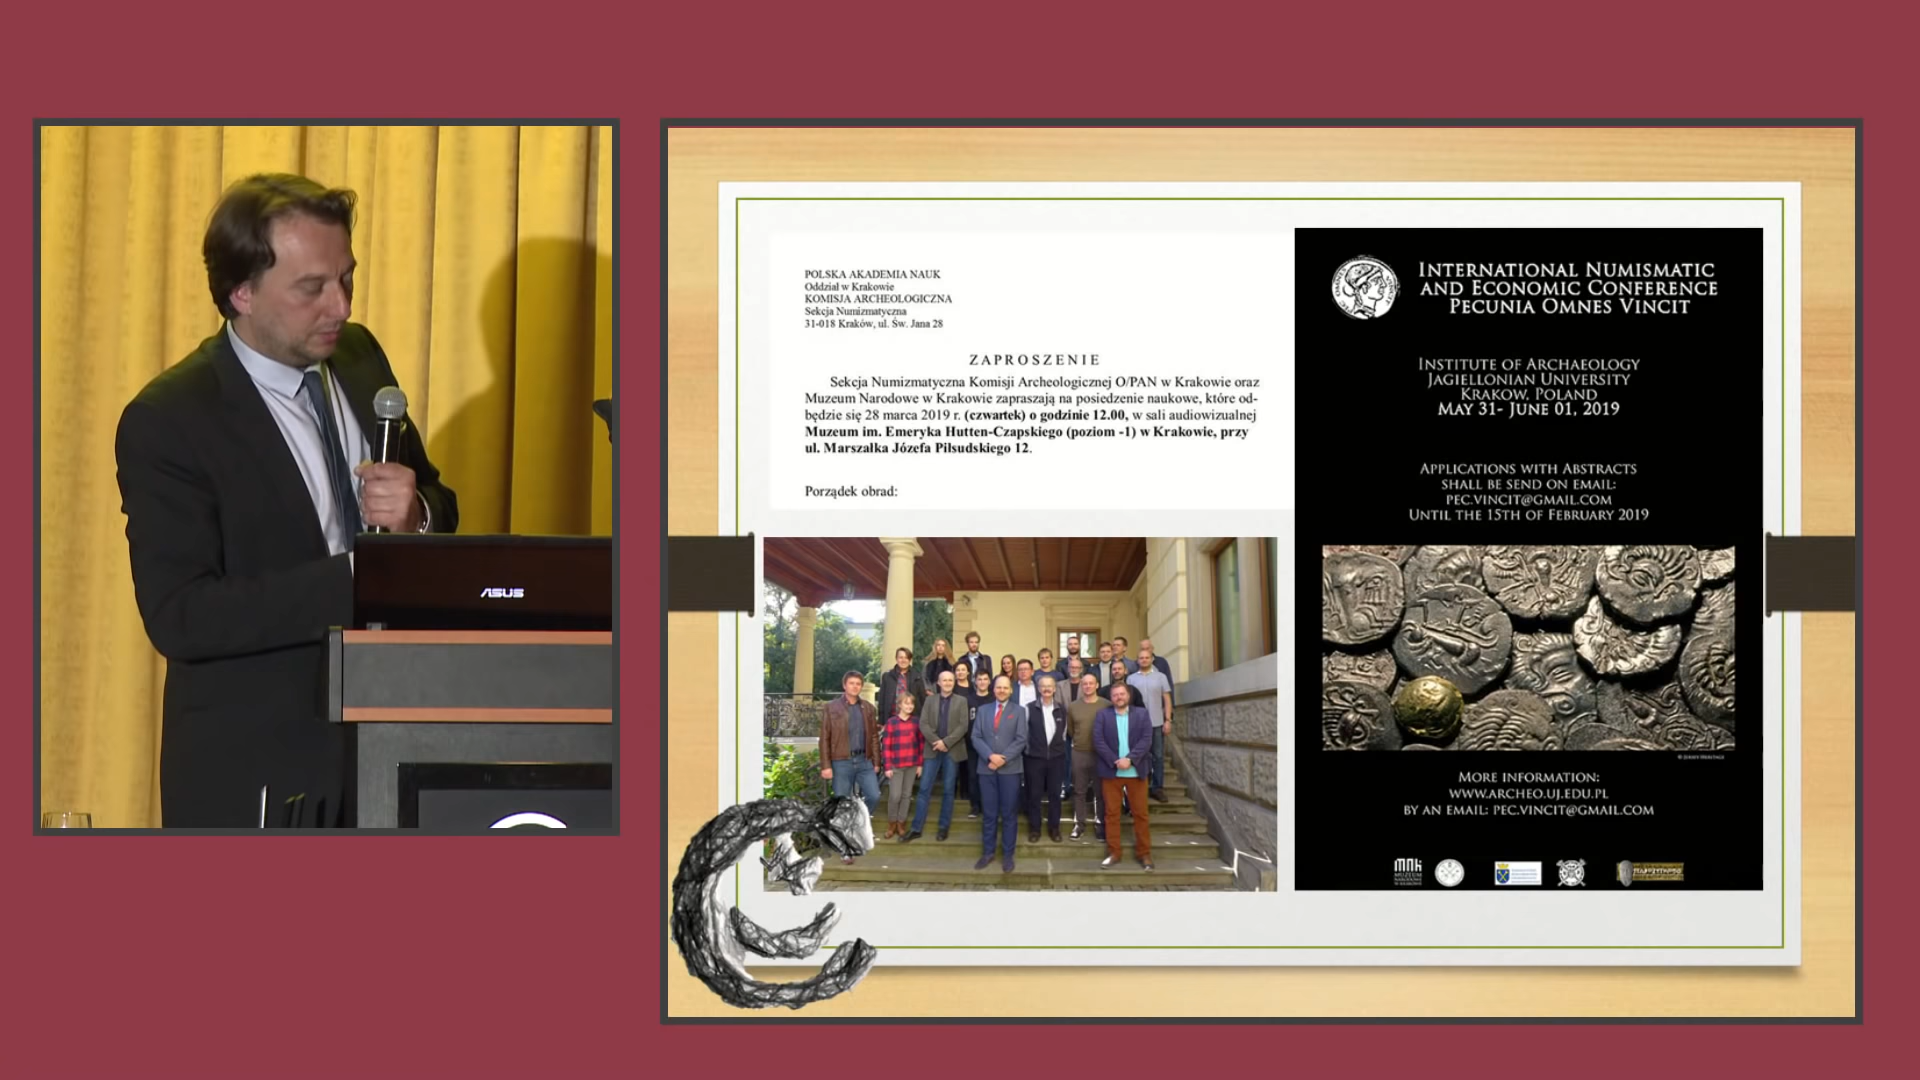 ASUS
POLSKA AKADEMIA NAUK
Oddział w Krakowie
KOMISJA ARCHEOLOGICZNA
Sekcja Numizmatyczna
31-018 Kraków, ul. Św. Jana 28
ZAPROSZENIE
Sekcja Numizmatyczna Komisji Archeologicznej O/PAN w Krakowie oraz
Muzeum Narodowe w Krakowie zapraszają na posiedzenie naukowe, które od-
będzie się 28 marca 2019 r. (czwartek) o godzinie 12.00, w sali audiowizualnej
Muzeum im. Emeryka Hutten-Czapskiego (poziom -1) w Krakowie, przy
ul. Marszałka Józefa Piłsudskiego 12.
Porządek obrad:
INTERNATIONAL NUMISMATIC
AND ECONOMIC CONFERENCE
PECUNIA OMNES VINCIT
INSTITUTE OF ARCHAEOLOGY
JAGIELLONIAN UNIVERSITY
KRAKOW, POLAND
MAY 31- JUNE 01, 2019
APPLICATIONS WITH ABSTRACTS
SHALL BE SEND ON EMAIL:
PEC.VINCIT@GMAIL.COM
UNTIL THE 15TH OF FEBRUARY 2019
MORE INFORMATION:
WWW.ARCHEO.UJ.EDU.PL
BY AN EMAIL: PEC.VINCIT@GMAIL.COM